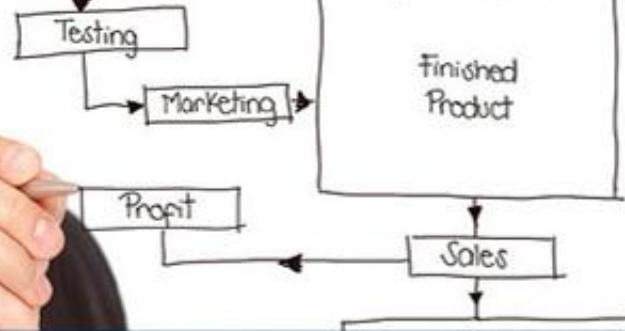 Testing
Finished
Product
Marketing
Profit
Sales